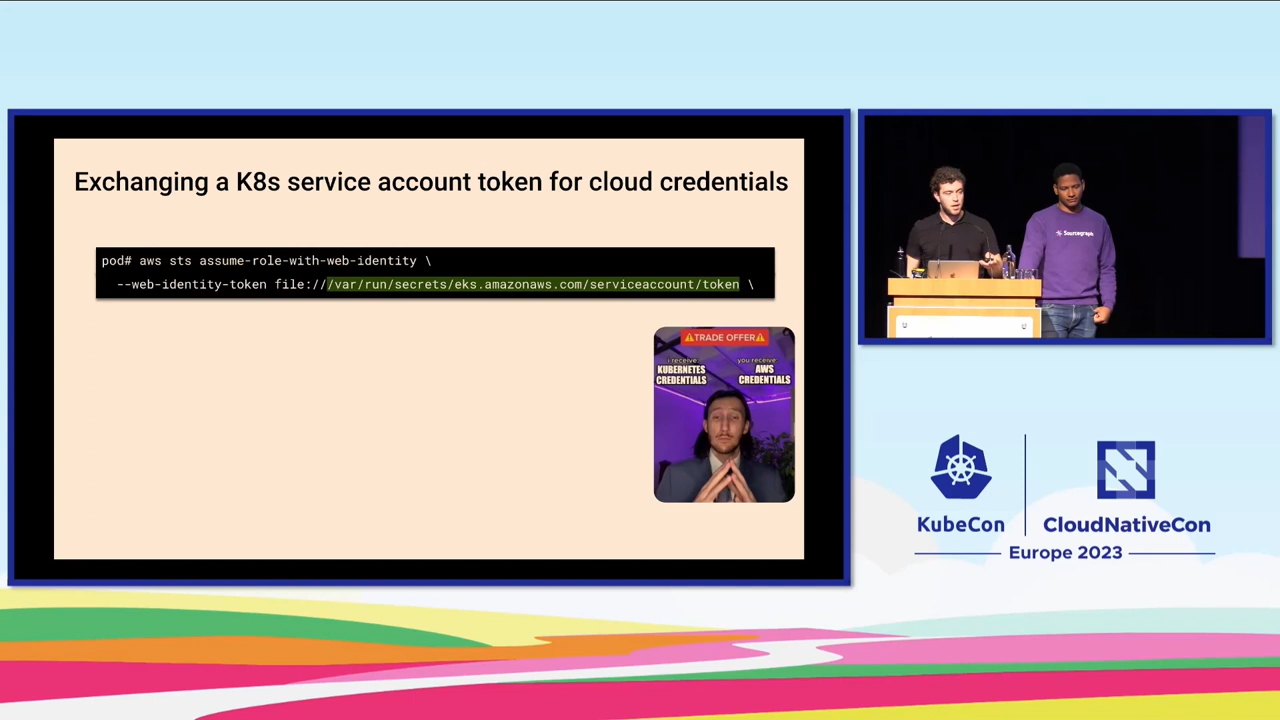 Exchanging a K8s service account token for cloud credentials
pod# aws sts assume-role-with-web-identity \
--web-identity-token file:///var/run/secrets/eks.amazonaws.com/serviceaccount/token \
⚠TRADE OFFER⚠
i receive:
KUBERNETES
CREDENTIALS
you receive:
AWS
CREDENTIALS
Sourcegraph
KubeCon
CloudNativeCon
Europe 2023